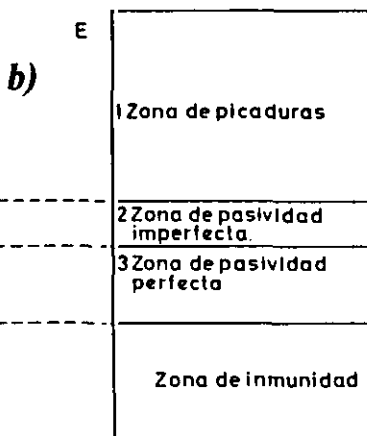 E
b)
1 Zona de picaduras
2 Zona de pasividad
imperfecta.
3 Zona de pasividad
perfecta
Zona de inmunidad